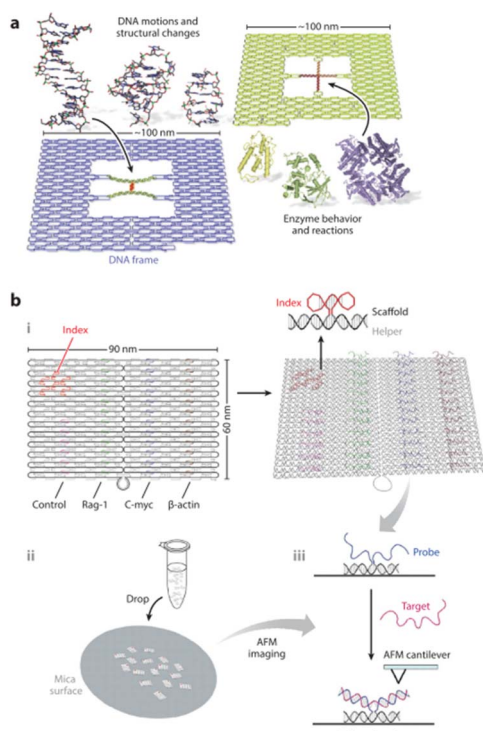 a
DNA motions and
structural changes
~100 nm
~100 nm
Enzyme behavior
and reactions
DNA frame
b
i
Index
90 nm
60 nm
Control
Rag-1
C-myc
β-actin
Index
Scaffold
Helper
ii
Drop
Mica
surface
AFM
imaging
iii
Probe
Target
AFM cantilever